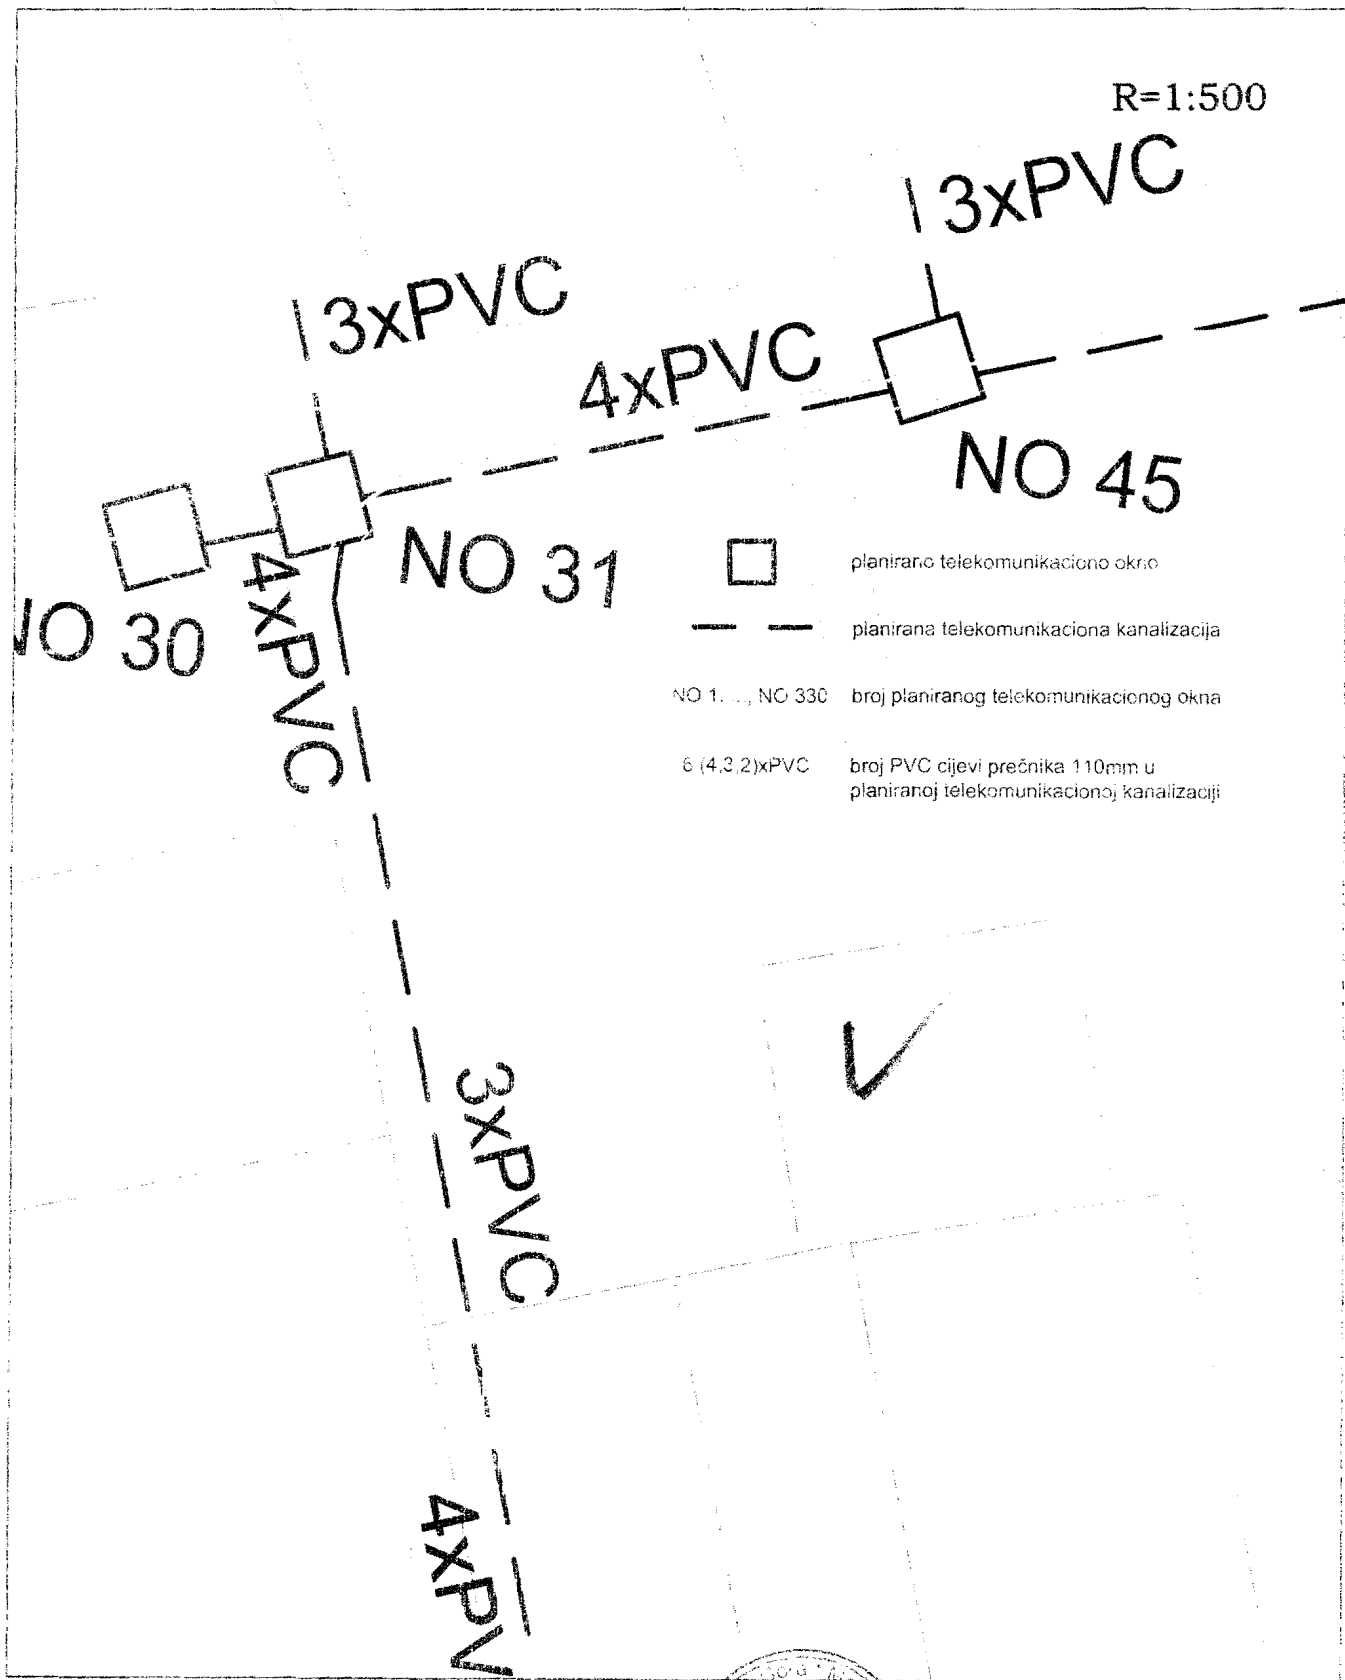 R=1:500
3xPVC
3xPVC
4xPVC
NO 45
NO 31
4xPVC
NO 30
planirano telekomunikaciono okno
planirana telekomunikaciona kanalizacija
NO 1...., NO 330 broj planiranog telekomunikacionog okna
6 (4,3,2)xPVC broj PVC cijevi prečnika 110mm u
planiranoj telekomunikacionoj kanalizaciji
3xPVC
4xPV